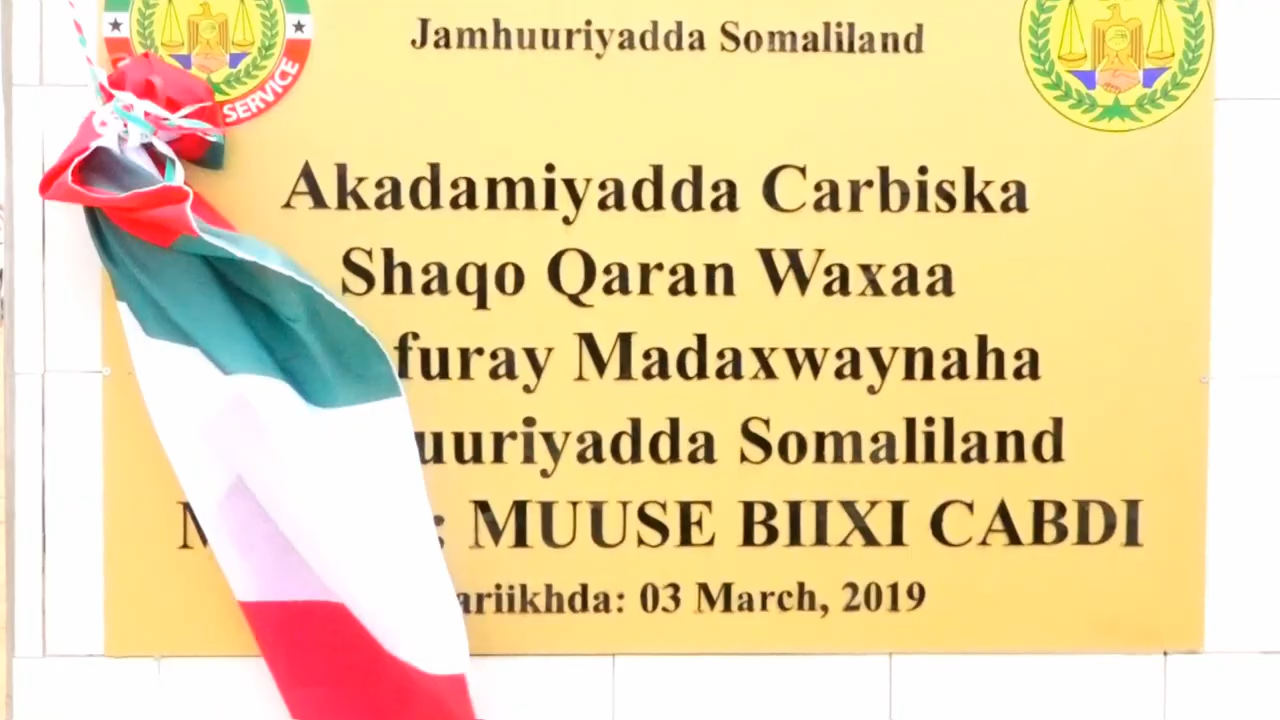 Jamhuuriyadda Somaliland
SERVICE
Akadamiyadda Carbiska
Shaqo Qaran Waxaa
furay Madaxwaynaha
uuriyadda Somaliland
M : MUUSE BIIXI CABDI
ariikhda: 03 March, 2019